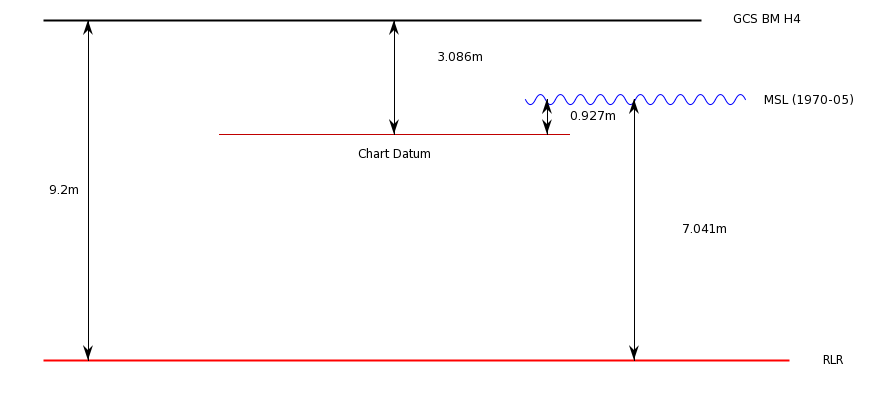 GCS BM H4
3.086m
MSL (1970-05)
0.927m
Chart Datum
9.2m
7.041m
RLR